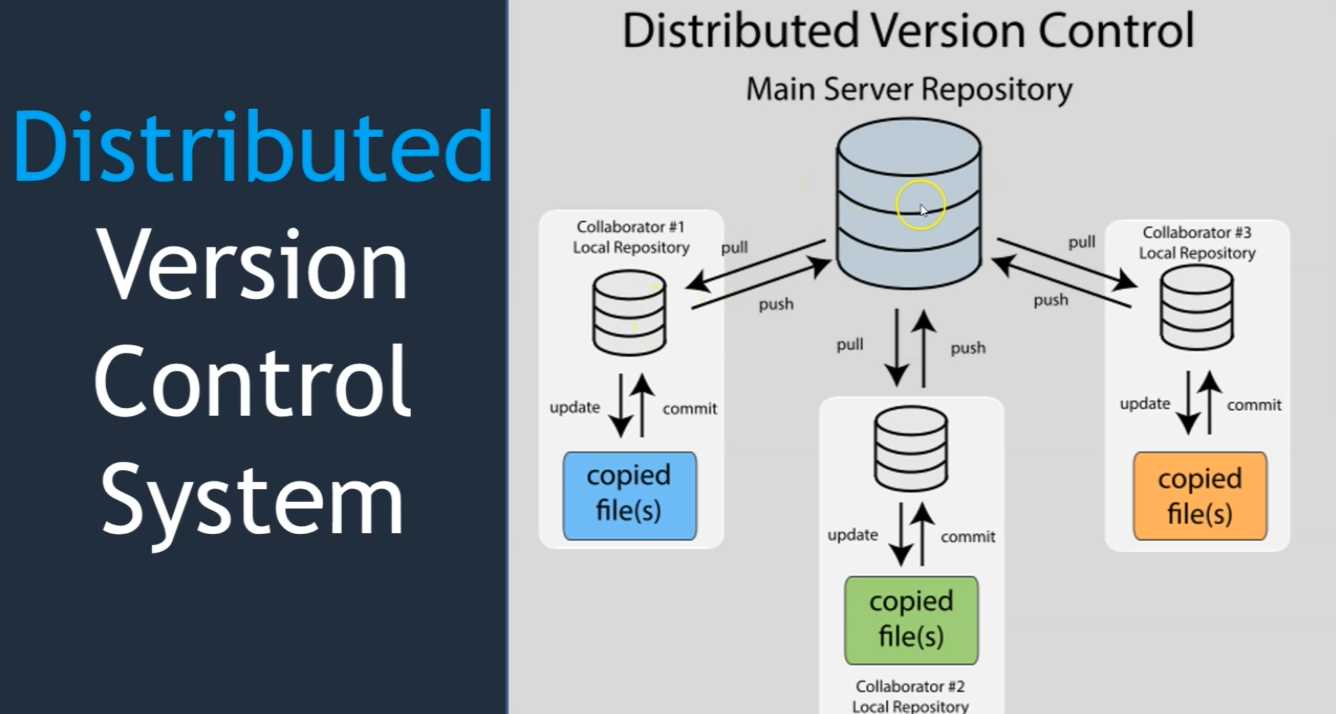 Distributed
Version
Control
System
Distributed Version Control
Main Server Repository
Collaborator #1
Local Repository
pull
push
update
commit
copied
file(s)
pull
push
update
commit
copied
file(s)
Collaborator #2
Local Repository
Collaborator #3
Local Repository
pull
push
update
commit
copied
file(s)